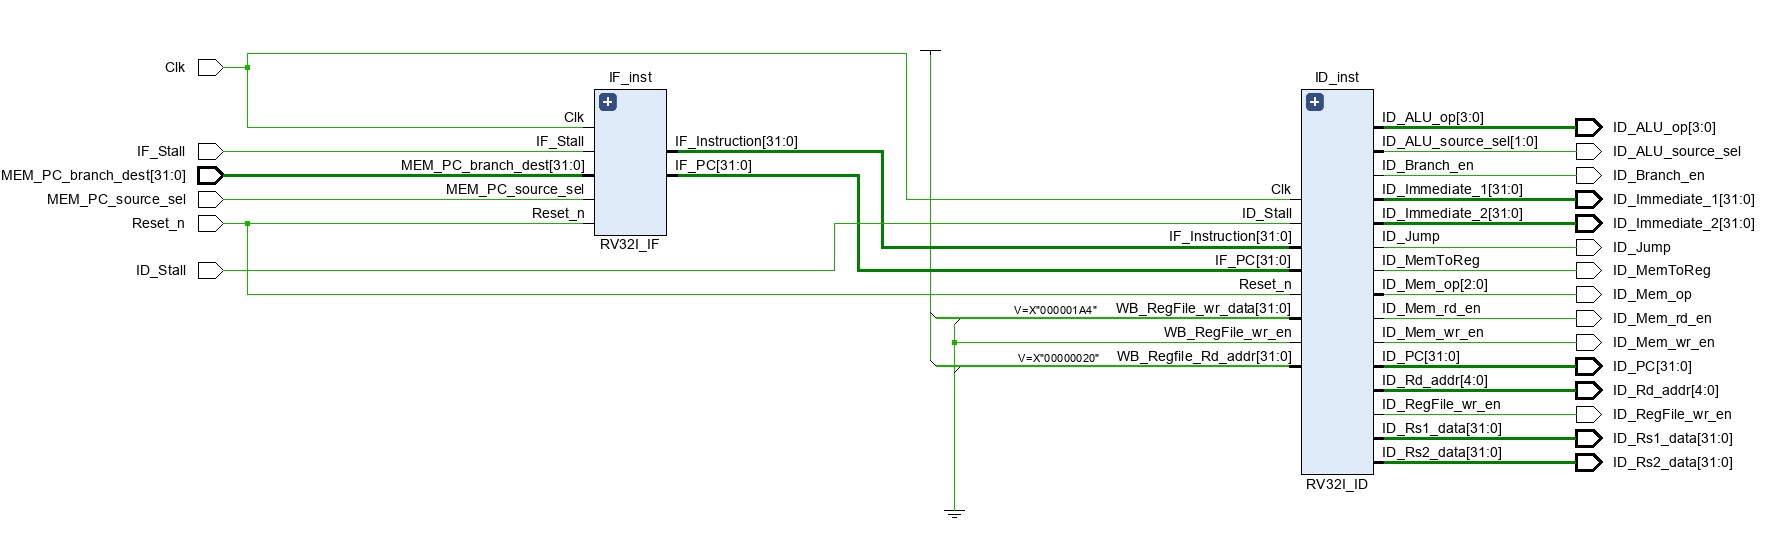 Clk
IF_Stall
MEM_PC_branch_dest[31:0]
MEM_PC_source_sel
Reset_n
ID_Stall
IF_inst
Clk
IF_Stall
MEM_PC_branch_dest[31:0]
MEM_PC_source_sel
Reset_n
IF_Instruction[31:0]
IF_PC[31:0]
RV32I_IF
ID_inst
Clk
ID_Stall
IF_Instruction[31:0]
IF_PC[31:0]
Reset_n
V=X"000001A4" WB_RegFile_wr_data[31:0]
WB_RegFile_wr_en
V=X"00000020" WB_Regfile_Rd_addr[31:0]
ID_ALU_op[3:0]
ID_ALU_source_sel[1:0]
ID_Branch_en
ID_Immediate_1[31:0]
ID_Immediate_2[31:0]
ID_Jump
ID_MemToReg
ID_Mem_op[2:0]
ID_Mem_rd_en
ID_Mem_wr_en
ID_PC[31:0]
ID_Rd_addr[4:0]
ID_RegFile_wr_en
ID_Rs1_data[31:0]
ID_Rs2_data[31:0]
RV32I_ID
ID_ALU_op[3:0]
ID_ALU_source_sel
ID_Branch_en
ID_Immediate_1[31:0]
ID_Immediate_2[31:0]
ID_Jump
ID_MemToReg
ID_Mem_op
ID_Mem_rd_en
ID_Mem_wr_en
ID_PC[31:0]
ID_Rd_addr[4:0]
ID_RegFile_wr_en
ID_Rs1_data[31:0]
ID_Rs2_data[31:0]